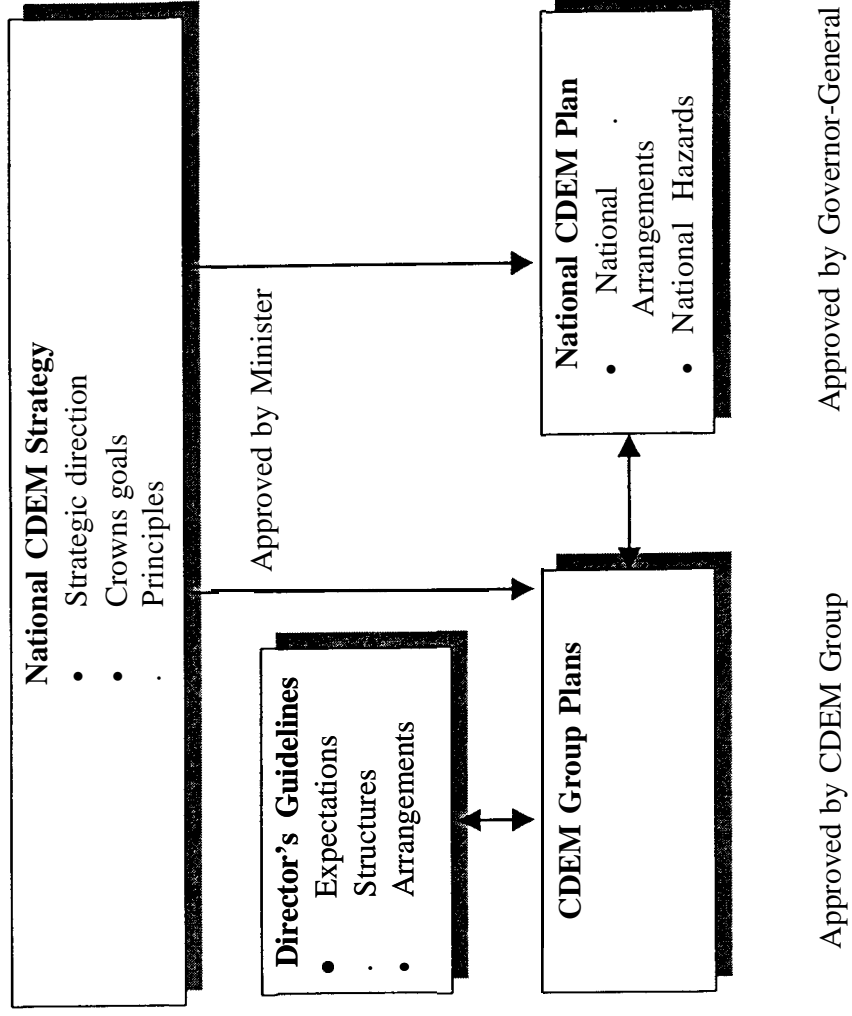 National CDEM Strategy
• Strategic direction
• Crowns goals
. Principles
Approved by Minister
Director's Guidelines
• Expectations
. Structures
• Arrangements
CDEM Group Plans
National CDEM Plan
• National .
Arrangements
• National Hazards
Approved by CDEM Group
Approved by Governor-General